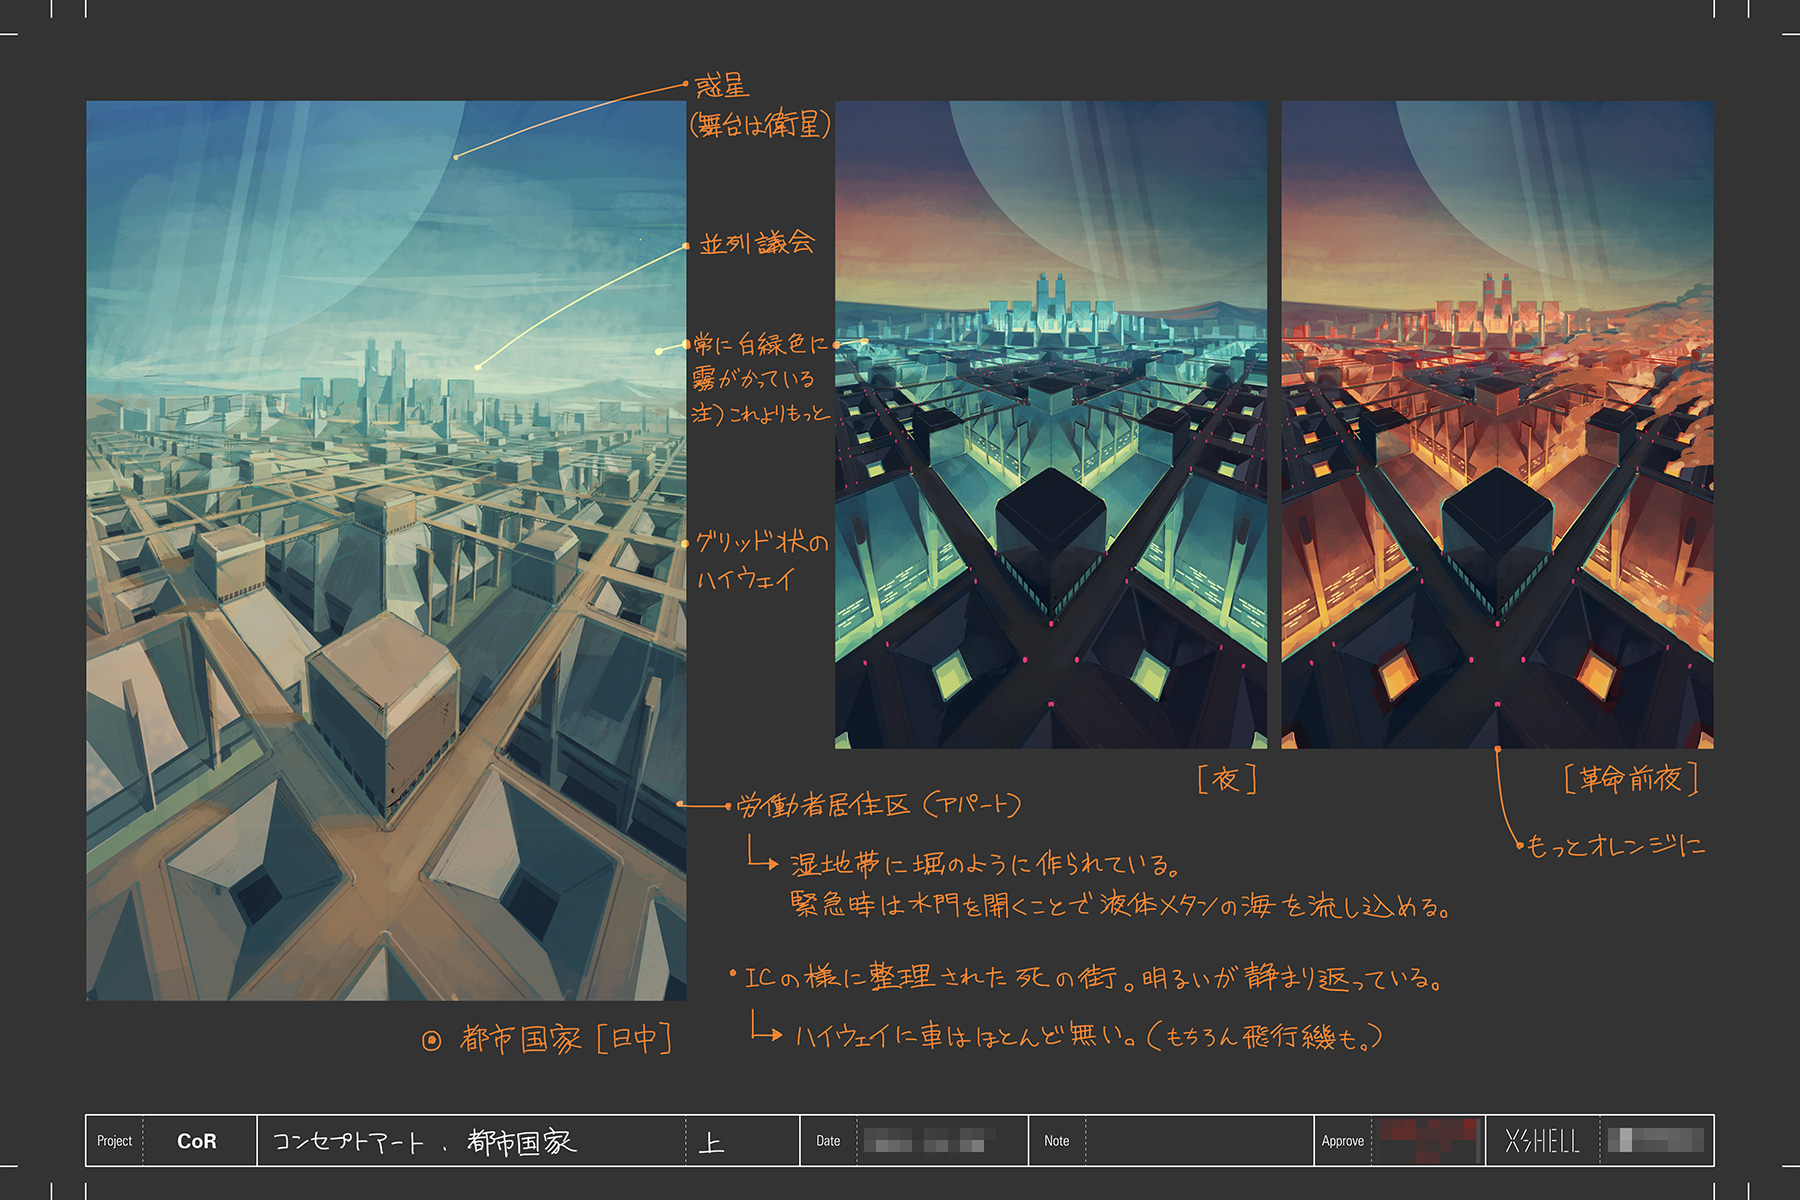 惑星
(舞台は衛星)
並列議会
常に白緑色に
霧がかっている
注)これよりもっと
グリッド状の
ハイウェイ
[夜]
[革命前夜]
もっとオレンジに
労働者居住区(アパート)
湿地帯に堀のように作られている。
緊急時は水門を開くことで液体メタンの海を流し込める。
・ICの様に整理された死の街。明るいが静まり返っている。
ハイウェイに車はほとんど無い。(もちろん飛行機も。)
◎ 都市国家[日中]
Project CoR コンセプトアート . 都市国家 上 Date Note Approve XSHELL